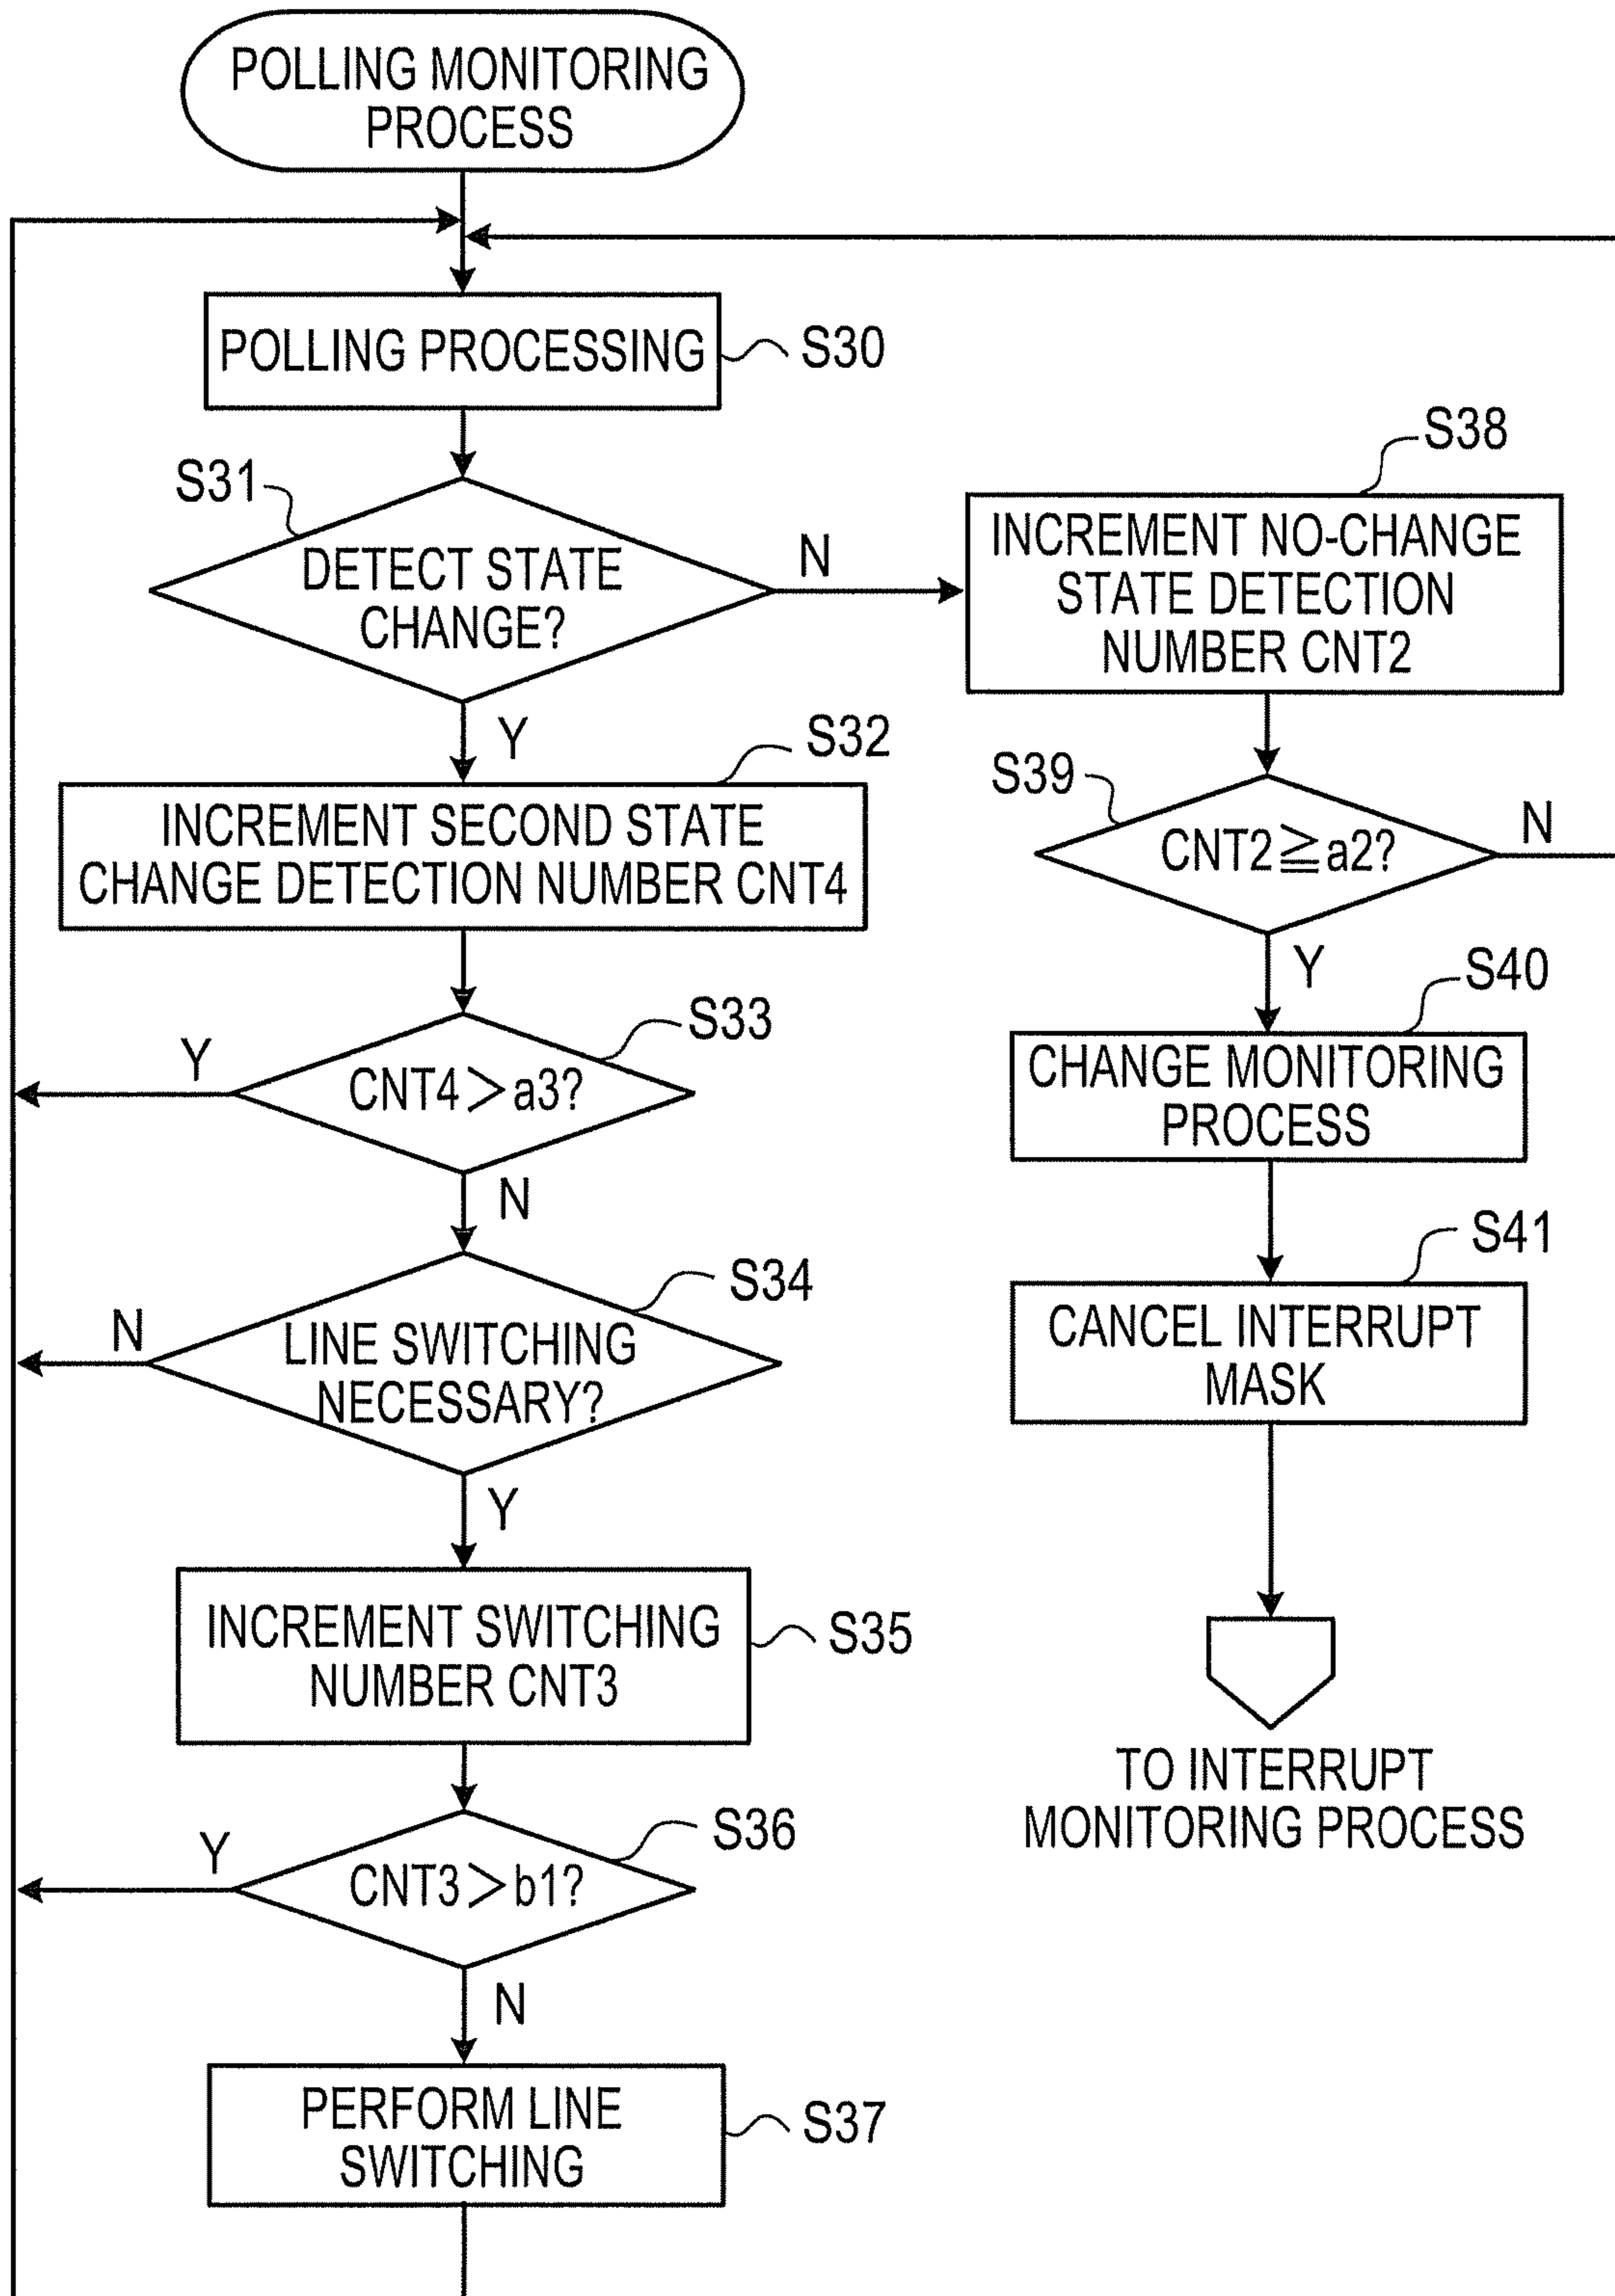 POLLING MONITORING
PROCESS
POLLING PROCESSING
S30
S31
DETECT STATE
CHANGE?
N
Y
S38
INCREMENT NO-CHANGE
STATE DETECTION
NUMBER CNT2
S32
INCREMENT SECOND STATE
CHANGE DETECTION NUMBER CNT4
S39
CNT2≧a2?
N
Y
S33
CNT4>a3?
Y
N
S40
CHANGE MONITORING
PROCESS
S34
LINE SWITCHING
NECESSARY?
N
Y
S41
CANCEL INTERRUPT
MASK
INCREMENT SWITCHING
NUMBER CNT3
S35
TO INTERRUPT
MONITORING PROCESS
S36
CNT3>b1?
Y
N
PERFORM LINE
SWITCHING
S37